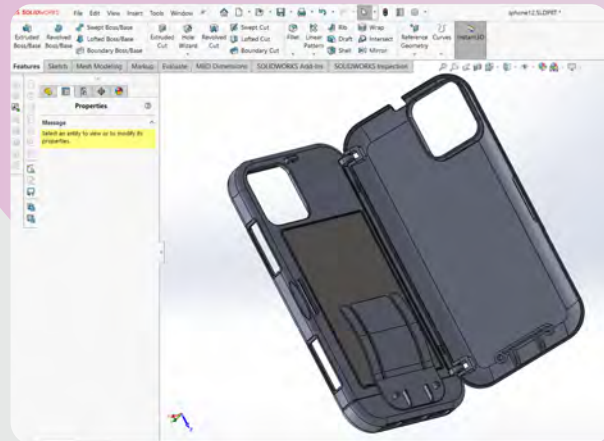 SOLIDWORKS File Edit View Insert Tools Window iphone12.SLDPRT *
Extruded Boss/Base
Revolved Boss/Base
Swept Boss/Base
Lofted Boss/Base
Boundary Boss/Base
Extruded Cut
Hole Wizard
Revolved Cut
Swept Cut
Lofted Cut
Boundary Cut
Fillet
Linear Pattern
Rib
Draft
Shell
Wrap
Intersect
Mirror
Reference Geometry
Curves
Instant3D
Features Sketch Mesh Modeling Markup Evaluate MBD Dimensions SOLIDWORKS Add-Ins SOLIDWORKS Inspection
Properties
Message
Select an entity to view or to modify its
properties.